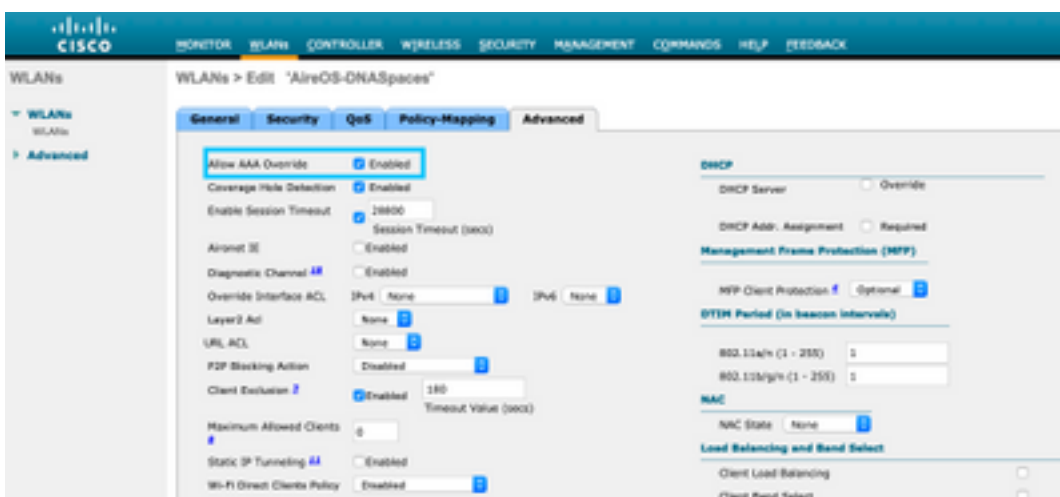 CISCO
MONITOR WLANs CONTROLLER WIRELESS SECURITY MANAGEMENT COMMANDS HELP FEEDBACK
WLANs
WLANs > Edit 'AireOS-DNASpaces'
WLANs
WLANs
Advanced
General Security QoS Policy-Mapping Advanced
Allow AAA Override Enabled
Coverage Hole Detection Enabled
Enable Session Timeout 28800
Session Timeout (secs)
Aironet IE Enabled
Diagnostic Channel 18 Enabled
Override Interface ACL IPv4 None IPv6 None
Layer2 Acl None
URL ACL None
P2P Blocking Action Disabled
Client Exclusion 3 Enabled 180
Timeout Value (secs)
Maximum Allowed Clients 0
8
Static IP Tunneling 11 Enabled
Wi-Fi Direct Clients Policy Disabled
DHCP
DHCP Server Override
DHCP Addr. Assignment Required
Management Frame Protection (MFP)
MFP Client Protection 4 Optional
DTIM Period (in beacon intervals)
802.11a/n (1 - 255) 1
802.11b/g/n (1 - 255) 1
NAC
NAC State None
Load Balancing and Band Select
Client Load Balancing
Client Band Select